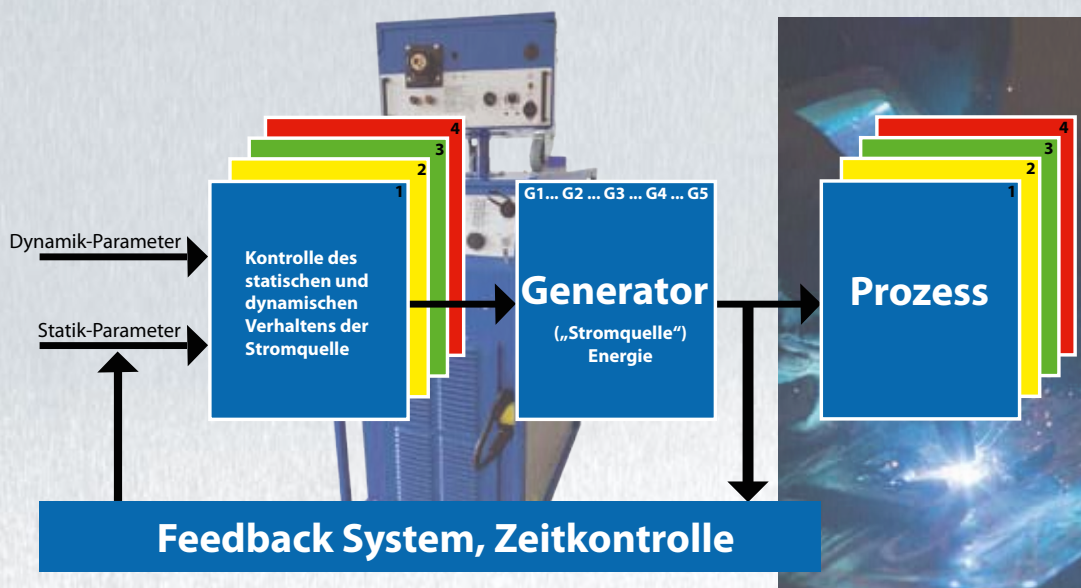 Dynamik-Parameter
Statik-Parameter
4
3
2
1
Kontrolle des
statischen und
dynamischen
Verhaltens der
Stromquelle
G1... G2 ... G3 ... G4 ... G5
Generator
(„Stromquelle“)
Energie
4
3
2
1
Prozess
Feedback System, Zeitkontrolle